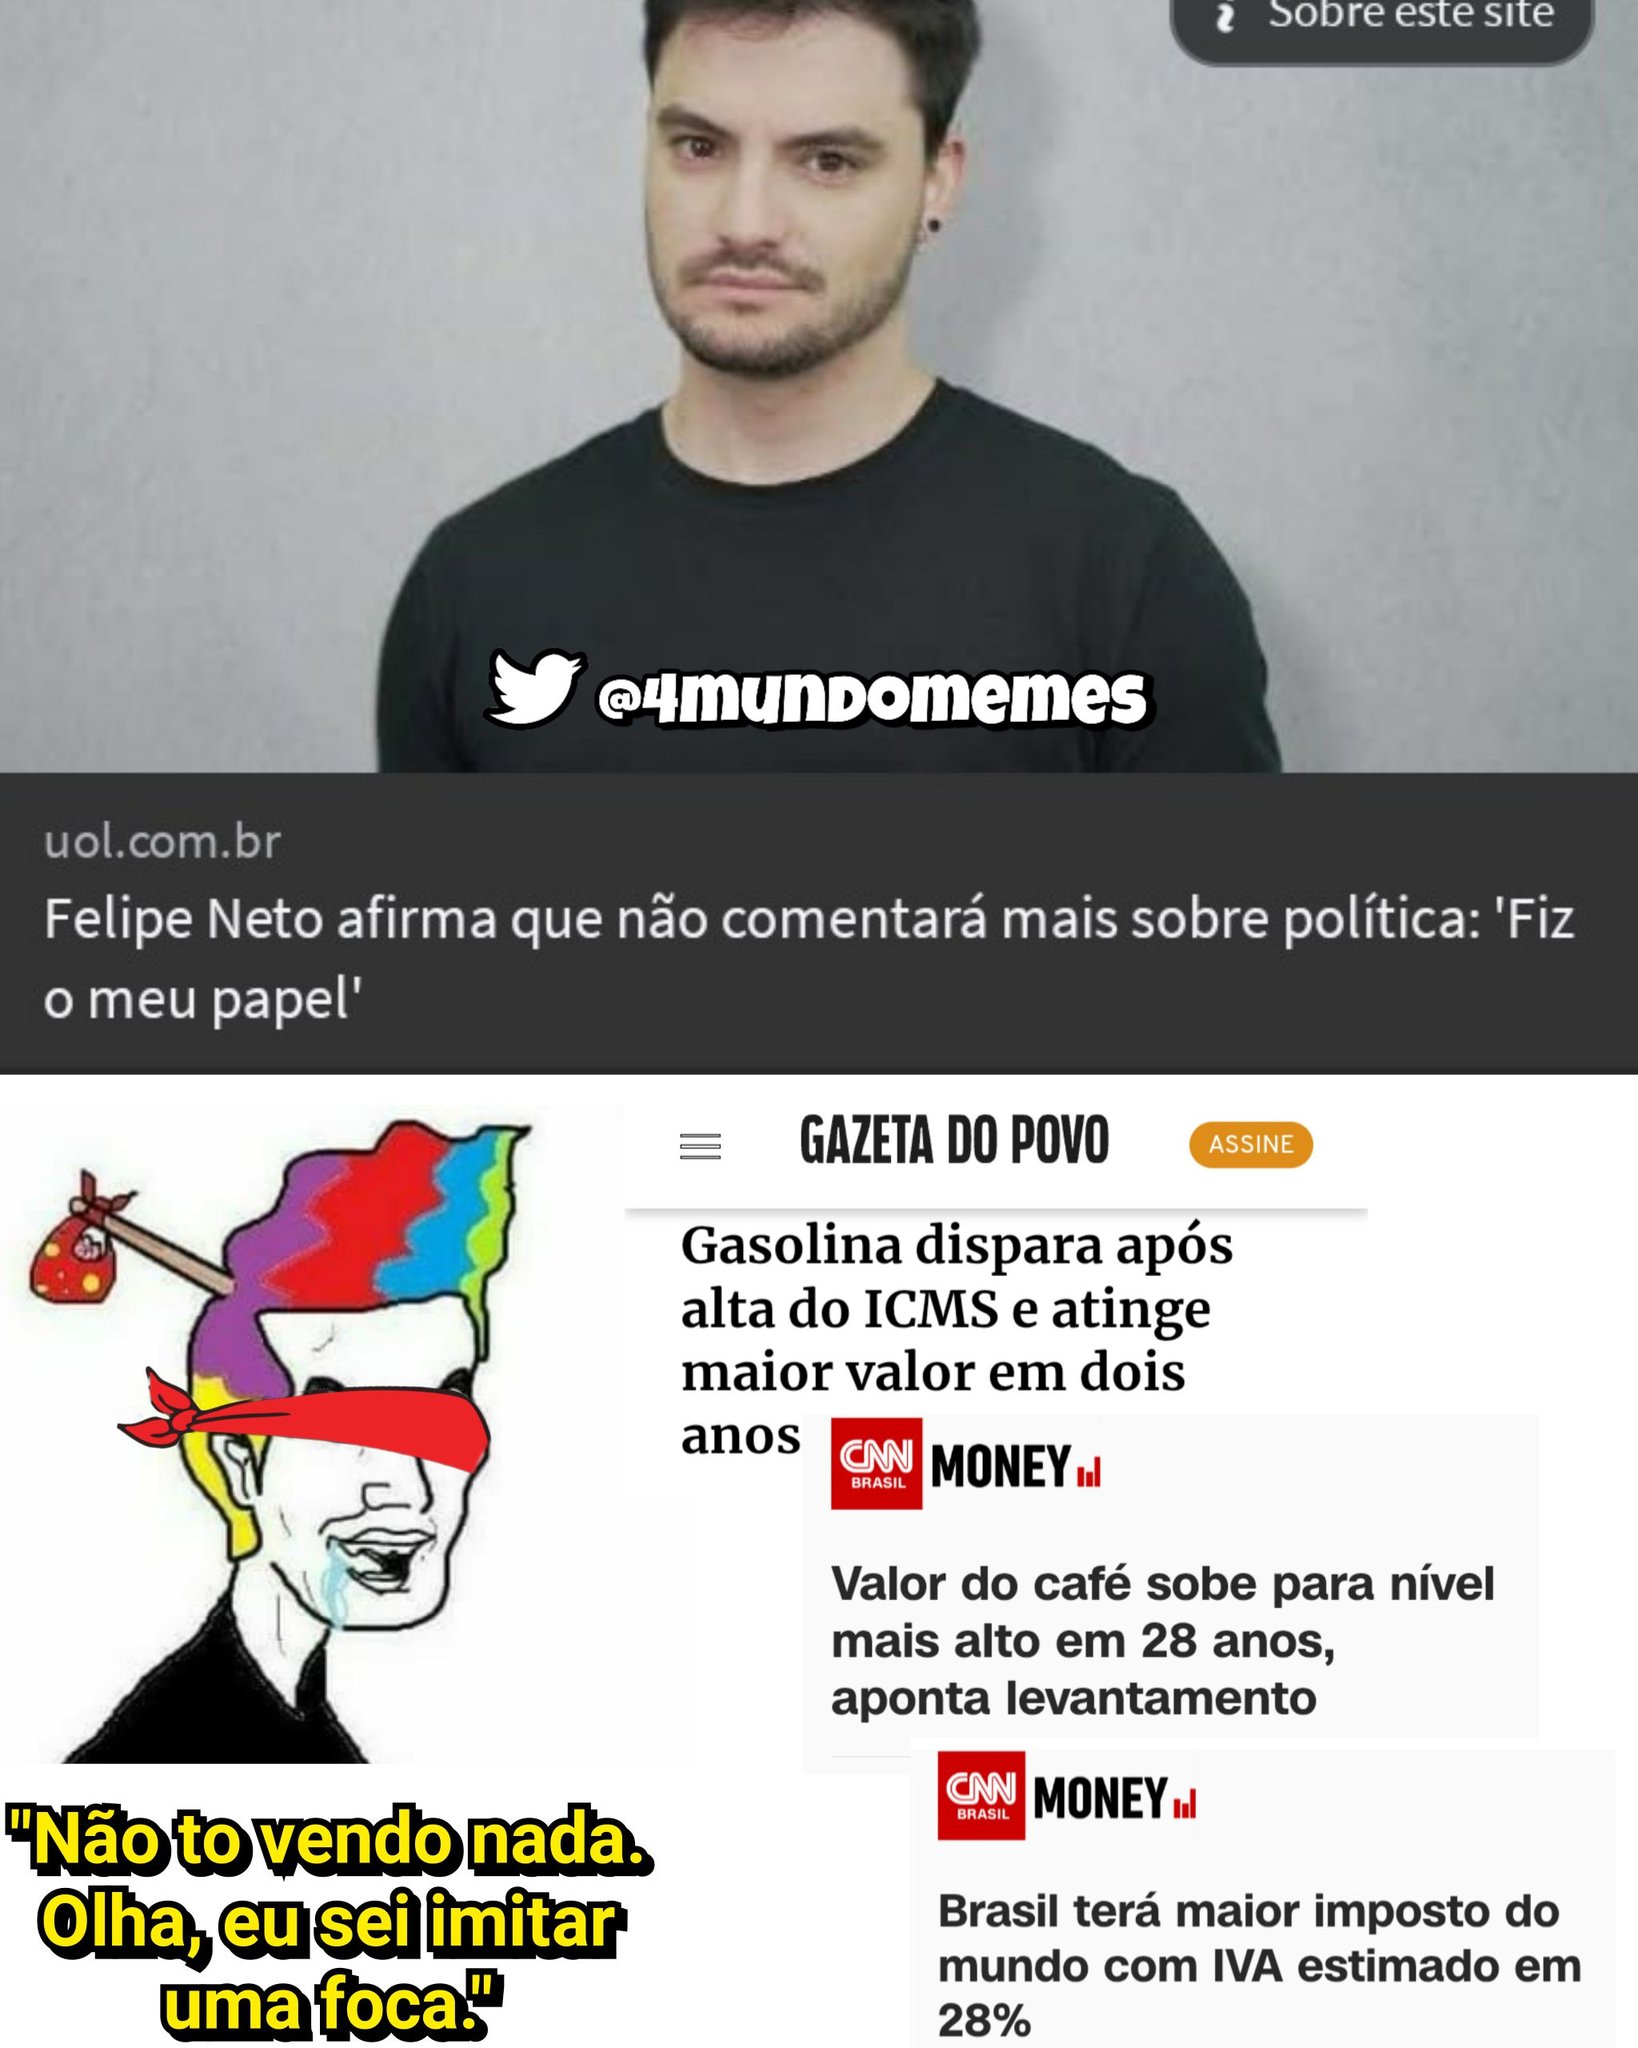 Sobre este site
@4mundomemes
uol.com.br
Felipe Neto afirma que não comentará mais sobre política: 'Fiz
o meu papel'
GAZETA DO POVO
ASSINE
Gasolina dispara após
alta do ICMS e atinge
maior valor em dois
anos
CNN
BRASIL
MONEY
Valor do café sobe para nível
mais alto em 28 anos,
aponta levantamento
CNN
BRASIL
MONEY
Brasil terá maior imposto do
mundo com IVA estimado em
28%
"Não to vendo nada.
Olha, eu sei imitar
uma foca."